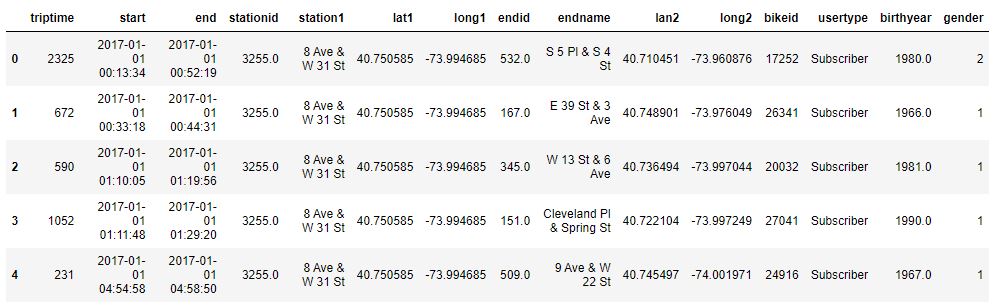 triptime start end stationid station1 lat1 long1 endid endname lan2 long2 bikeid usertype birthyear gender
0 2325 2017-01-01 00:13:34 2017-01-01 00:52:19 3255.0 8 Ave & W 31 St 40.750585 -73.994685 532.0 S 5 Pl & S 4 St 40.710451 -73.960876 17252 Subscriber 1980.0 2
1 672 2017-01-01 00:33:18 2017-01-01 00:44:31 3255.0 8 Ave & W 31 St 40.750585 -73.994685 167.0 E 39 St & 3 Ave 40.748901 -73.976049 26341 Subscriber 1966.0 1
2 590 2017-01-01 01:10:05 2017-01-01 01:19:56 3255.0 8 Ave & W 31 St 40.750585 -73.994685 345.0 W 13 St & 6 Ave 40.736494 -73.997044 20032 Subscriber 1981.0 1
3 1052 2017-01-01 01:11:48 2017-01-01 01:29:20 3255.0 8 Ave & W 31 St 40.750585 -73.994685 151.0 Cleveland Pl & Spring St 40.722104 -73.997249 27041 Subscriber 1990.0 1
4 231 2017-01-01 04:54:58 2017-01-01 04:58:50 3255.0 8 Ave & W 31 St 40.750585 -73.994685 509.0 9 Ave & W 22 St 40.745497 -74.001971 24916 Subscriber 1967.0 1